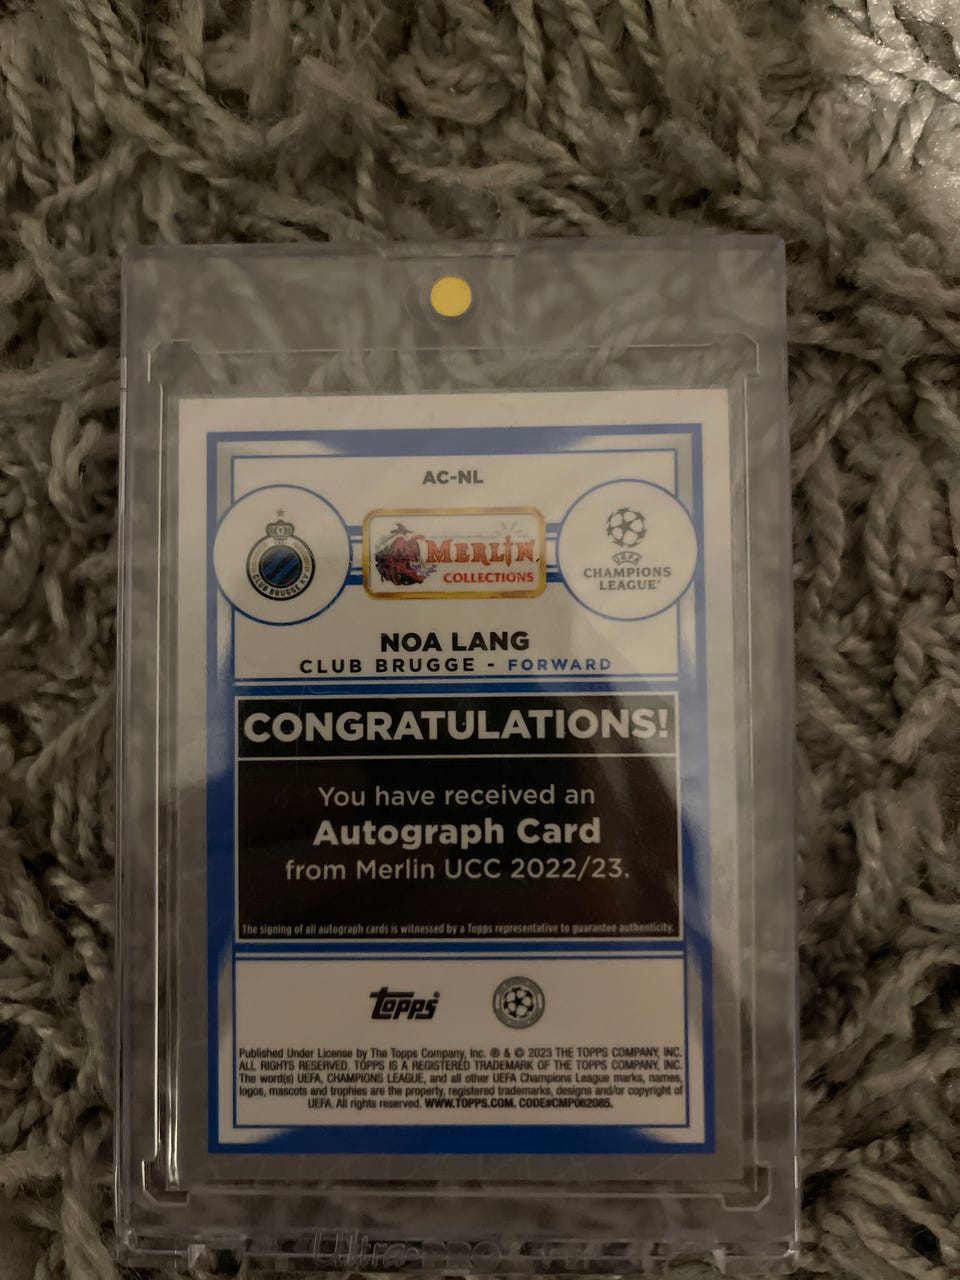 AC-NL
CLUB BRUGGE K.V.
MERLIN
COLLECTIONS
UEFA
CHAMPIONS
LEAGUE®
NOA LANG
CLUB BRUGGE - FORWARD
CONGRATULATIONS!
You have received an
Autograph Card
from Merlin UCC 2022/23.
The signing of all autograph cards is witnessed by a Topps representative to guarantee authenticity.
Topps®
Published Under License by The Topps Company, Inc. ® & © 2023 THE TOPPS COMPANY, INC.
ALL RIGHTS RESERVED. TOPPS IS A REGISTERED TRADEMARK OF THE TOPPS COMPANY, INC.
The word(s) UEFA, CHAMPIONS LEAGUE, and all other UEFA Champions League marks, names,
logos, mascots and trophies are the property, registered trademarks, designs and/or copyright of
UEFA. All rights reserved. WWW.TOPPS.COM. CODE#CMP062085.
Ultra PRO